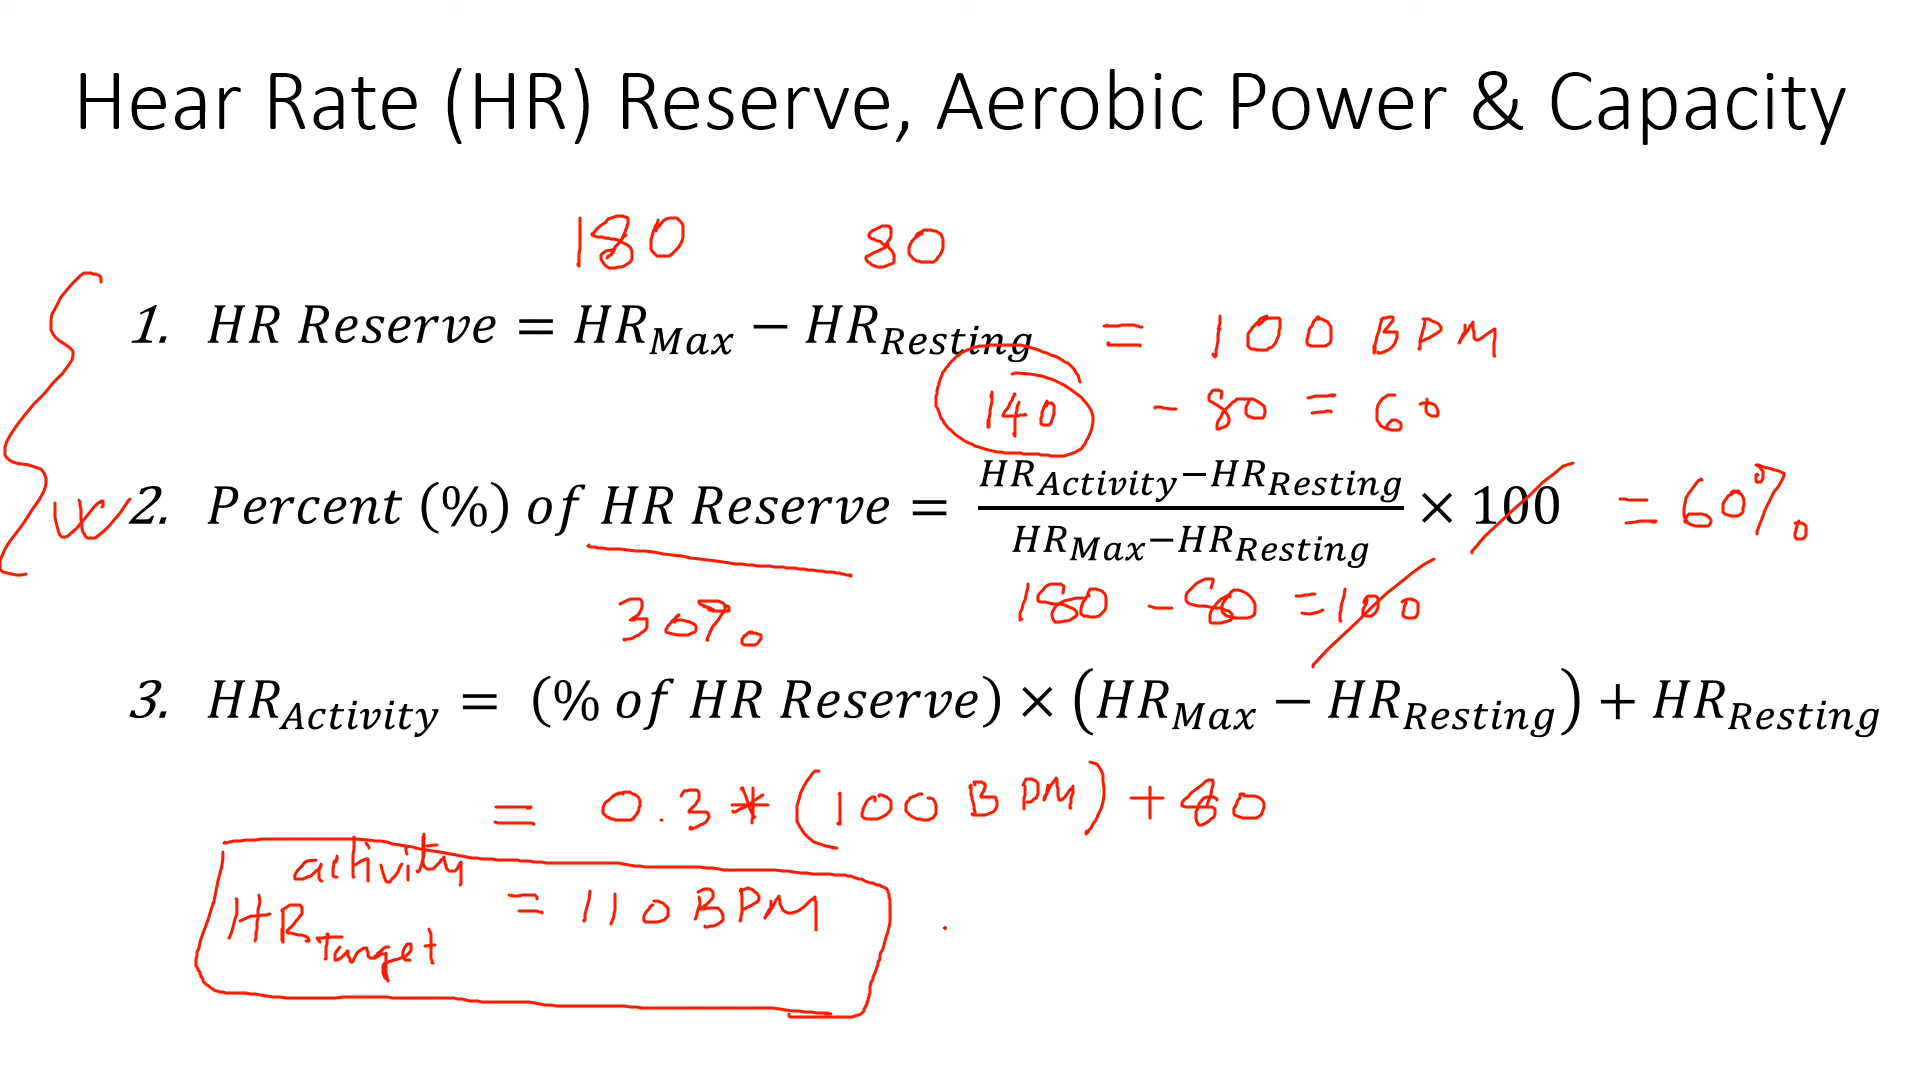 Hear Rate (HR) Reserve, Aerobic Power & Capacity
180 80
1. HR Reserve = HR_Max − HR_Resting = 100 BPM
140 - 80 = 60
2. Percent (%) of HR Reserve = (HR_Activity−HR_Resting)/(HR_Max−HR_Resting) × 100 = 60%
30% 180 - 80 = 100
3. HR_Activity = (% of HR Reserve) × (HR_Max − HR_Resting) + HR_Resting
= 0.3 * (100 BPM) + 80
activity
HR_Target = 110 BPM